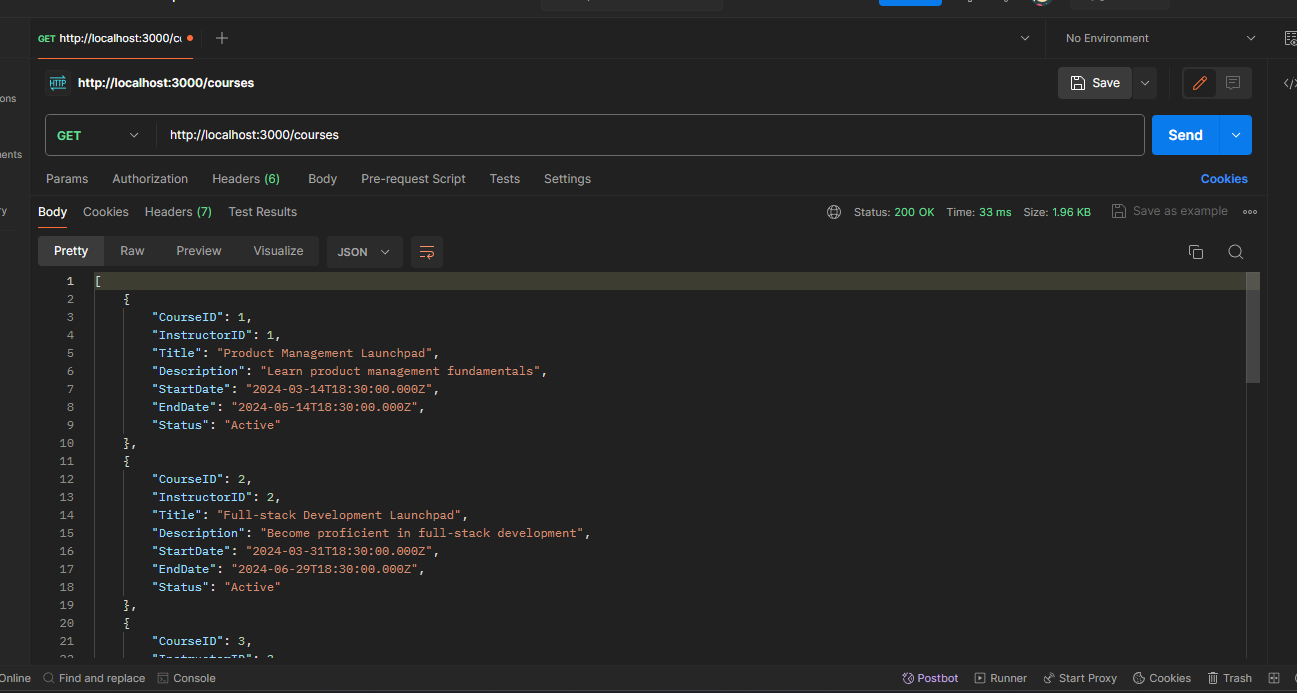 GET http://localhost:3000/co
No Environment
HTTP http://localhost:3000/courses
Save
GET http://localhost:3000/courses Send
Params Authorization Headers (6) Body Pre-request Script Tests Settings Cookies
Body Cookies Headers (7) Test Results Status: 200 OK Time: 33 ms Size: 1.96 KB Save as example
Pretty Raw Preview Visualize JSON
1 [
2 {
3 "CourseID": 1,
4 "InstructorID": 1,
5 "Title": "Product Management Launchpad",
6 "Description": "Learn product management fundamentals",
7 "StartDate": "2024-03-14T18:30:00.000Z",
8 "EndDate": "2024-05-14T18:30:00.000Z",
9 "Status": "Active"
10 },
11 {
12 "CourseID": 2,
13 "InstructorID": 2,
14 "Title": "Full-stack Development Launchpad",
15 "Description": "Become proficient in full-stack development",
16 "StartDate": "2024-03-31T18:30:00.000Z",
17 "EndDate": "2024-06-29T18:30:00.000Z",
18 "Status": "Active"
19 },
20 {
21 "CourseID": 3,
Online Find and replace Console Postbot Runner Start Proxy Cookies Trash